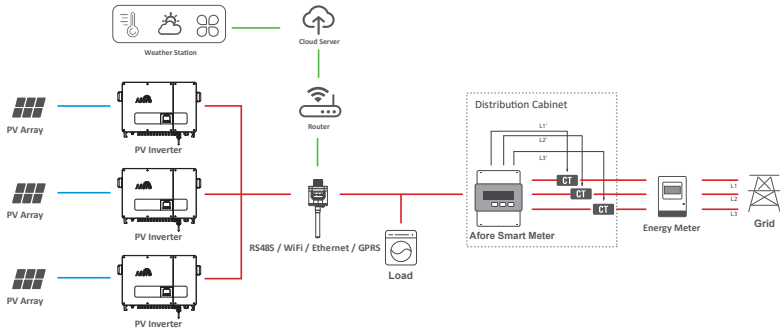 Weather Station
Cloud Server
Router
PV Array
PV Inverter
PV Array
PV Inverter
PV Array
PV Inverter
RS485 / WiFi / Ethernet / GPRS
Load
Distribution Cabinet
L1'
L2'
L3'
CT
CT
CT
Afore Smart Meter
Energy Meter
L1
L2
L3
Grid